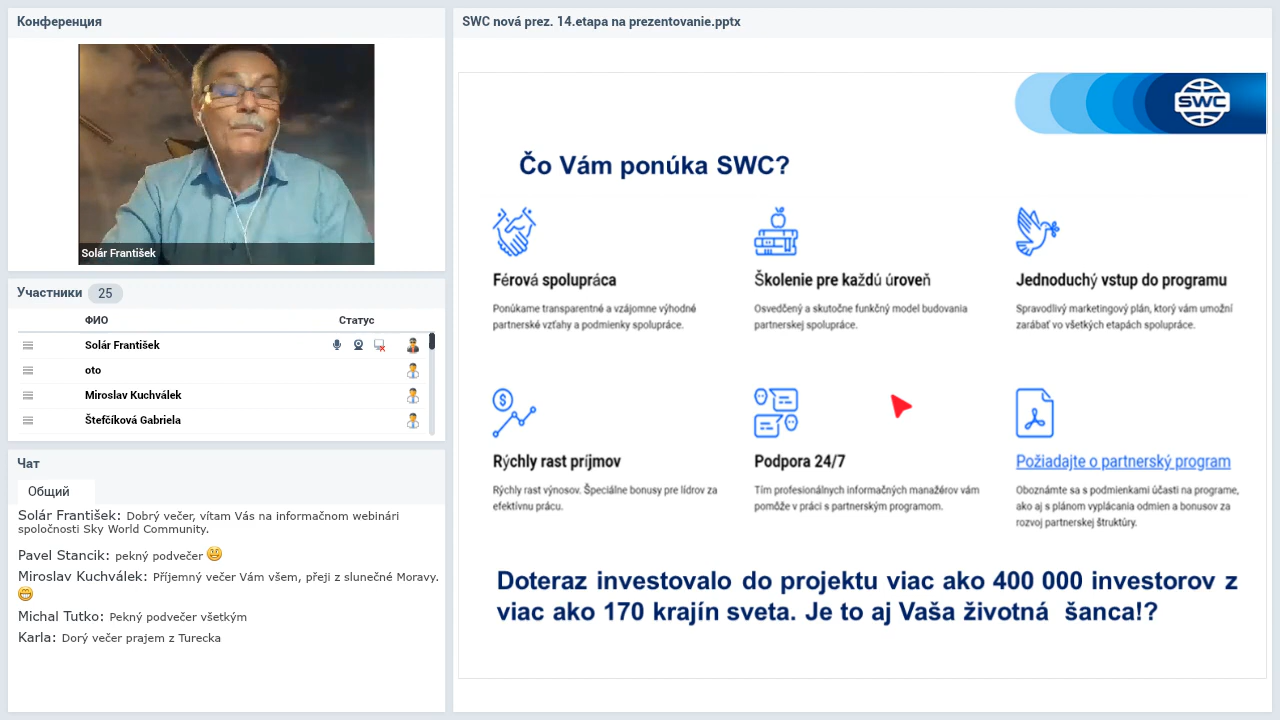 Конференция
Solár František
Участники 25
ФИО Статус
Solár František
oto
Miroslav Kuchválek
Štefčíková Gabriela
Чат
Общий
Solár František: Dobrý večer, vítam Vás na informačnom webinári
spoločnosti Sky World Community.
Pavel Stancik: pekný podvečer
Miroslav Kuchválek: Příjemný večer Vám všem, přeji z slunečné Moravy.
Michal Tutko: Pekný podvečer všetkým
Karla: Dorý večer prajem z Turecka
SWC nová prez. 14.etapa na prezentovanie.pptx
SWC
Čo Vám ponúka SWC?
Férová spolupráca
Ponúkame transparentné a vzájomne výhodné
partnerské vzťahy a podmienky spolupráce.
Školenie pre každú úroveň
Osvedčený a skutočne funkčný model budovania
partnerskej spolupráce.
Jednoduchý vstup do programu
Spravodlivý marketingový plán, ktorý vám umožní
zarábať vo všetkých etapách spolupráce.
Rýchly rast príjmov
Rýchly rast výnosov. Špeciálne bonusy pre lídrov za
efektívnu prácu.
Podpora 24/7
Tím profesionálnych informačných manažérov vám
pomôže v práci s partnerským programom.
Požiadajte o partnerský program
Oboznámte sa s podmienkami účasti na programe,
ako aj s plánom vyplácania odmien a bonusov za
rozvoj partnerskej štruktúry.
Doteraz investovalo do projektu viac ako 400 000 investorov z
viac ako 170 krajín sveta. Je to aj Vaša životná šanca!?